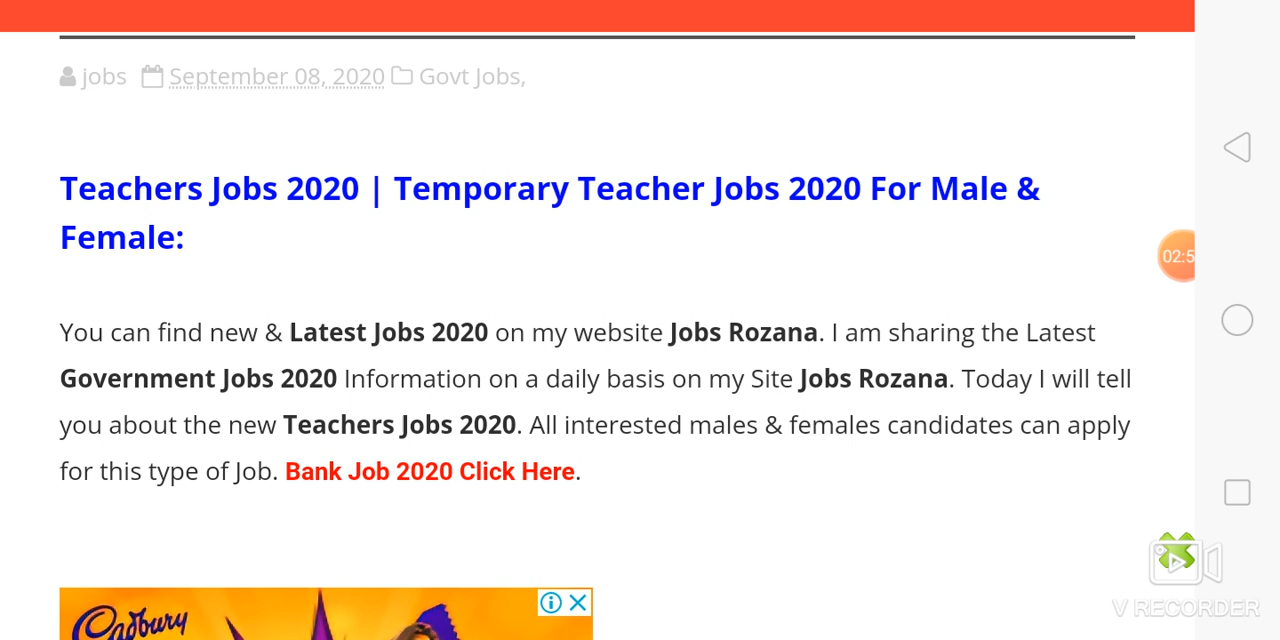 jobs September 08, 2020 Govt Jobs,
Teachers Jobs 2020 | Temporary Teacher Jobs 2020 For Male &
Female:
02:5
You can find new & Latest Jobs 2020 on my website Jobs Rozana. I am sharing the Latest
Government Jobs 2020 Information on a daily basis on my Site Jobs Rozana. Today I will tell
you about the new Teachers Jobs 2020. All interested males & females candidates can apply
for this type of Job. Bank Job 2020 Click Here.
Cadbury
V RECORDER